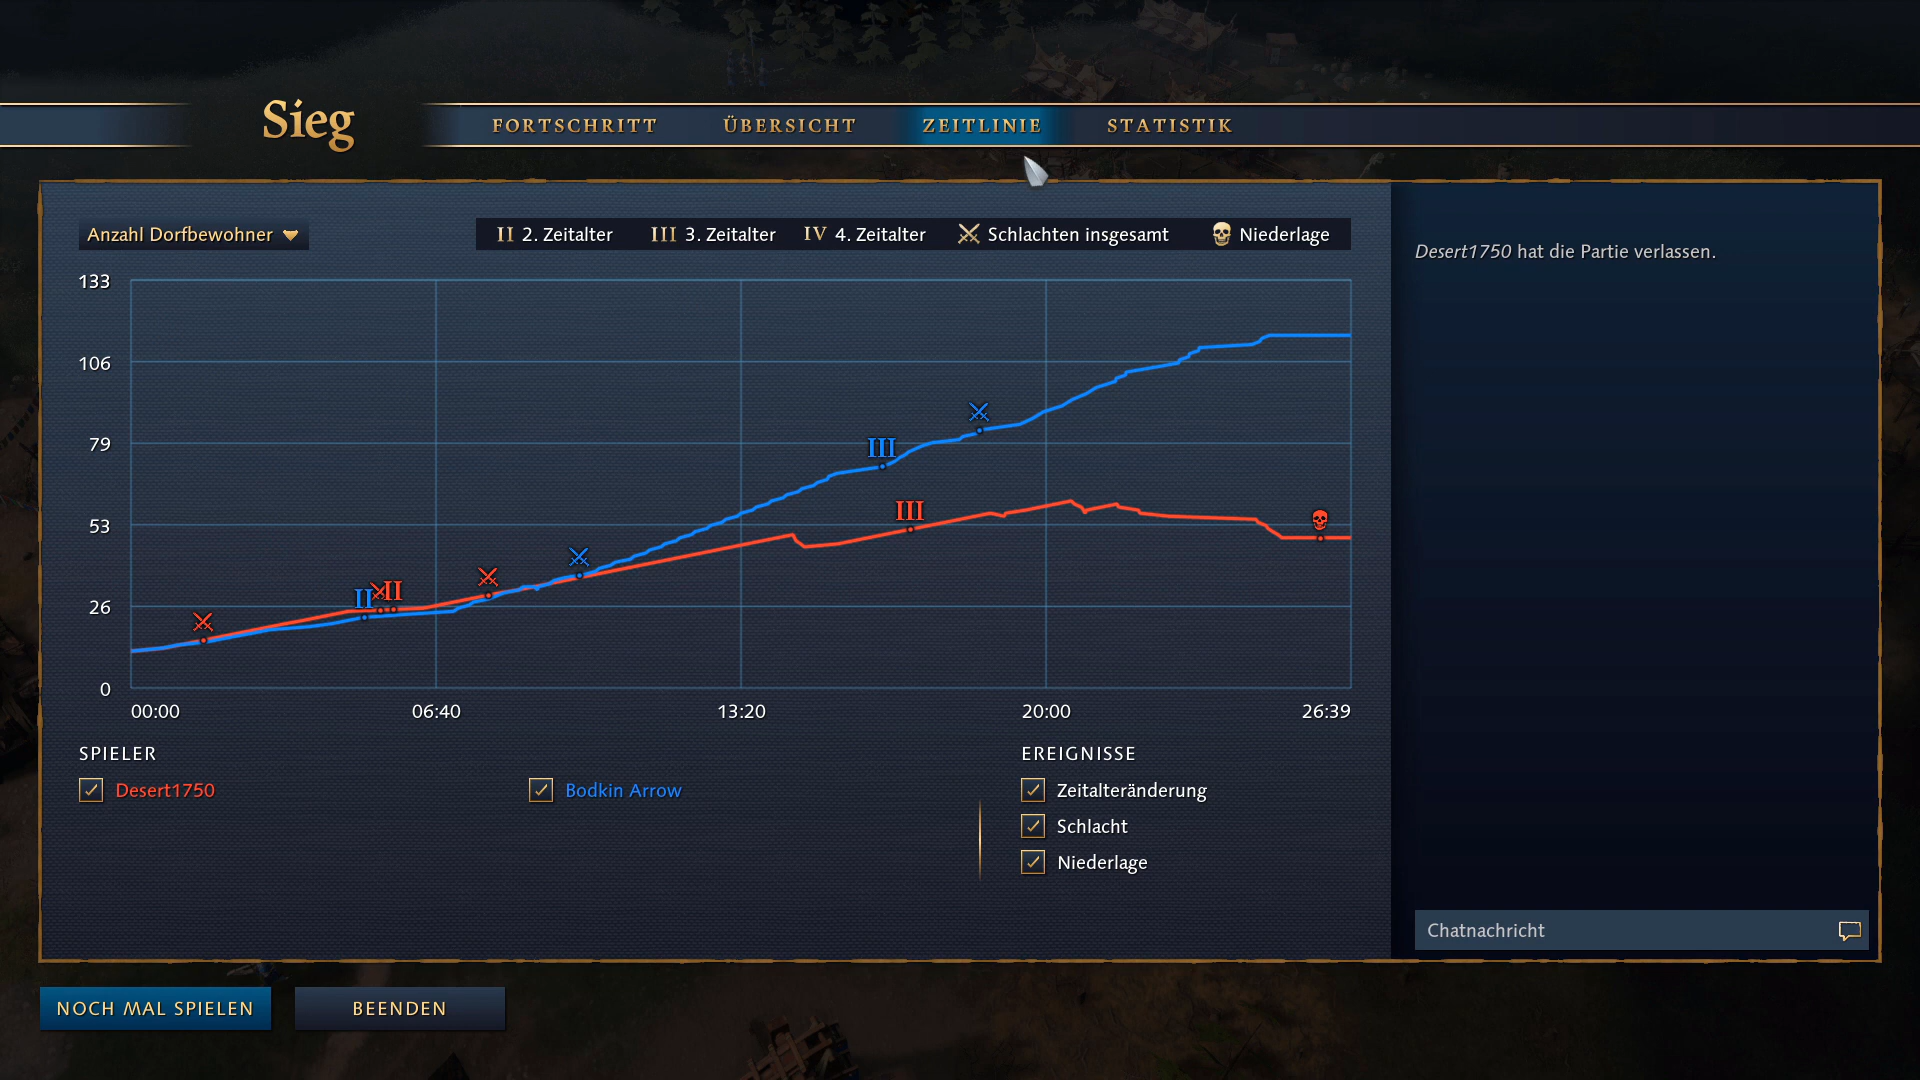 Sieg
FORTSCHRITT ÜBERSICHT ZEITLINIE STATISTIK
Anzahl Dorfbewohner
II 2. Zeitalter III 3. Zeitalter IV 4. Zeitalter Schlachten insgesamt Niederlage
Desert1750 hat die Partie verlassen.
133
106
79
53
26
0
III
III
II II
00:00 06:40 13:20 20:00 26:39
SPIELER
Desert1750 Bodkin Arrow
EREIGNISSE
Zeitalteränderung
Schlacht
Niederlage
Chatnachricht
NOCH MAL SPIELEN BEENDEN